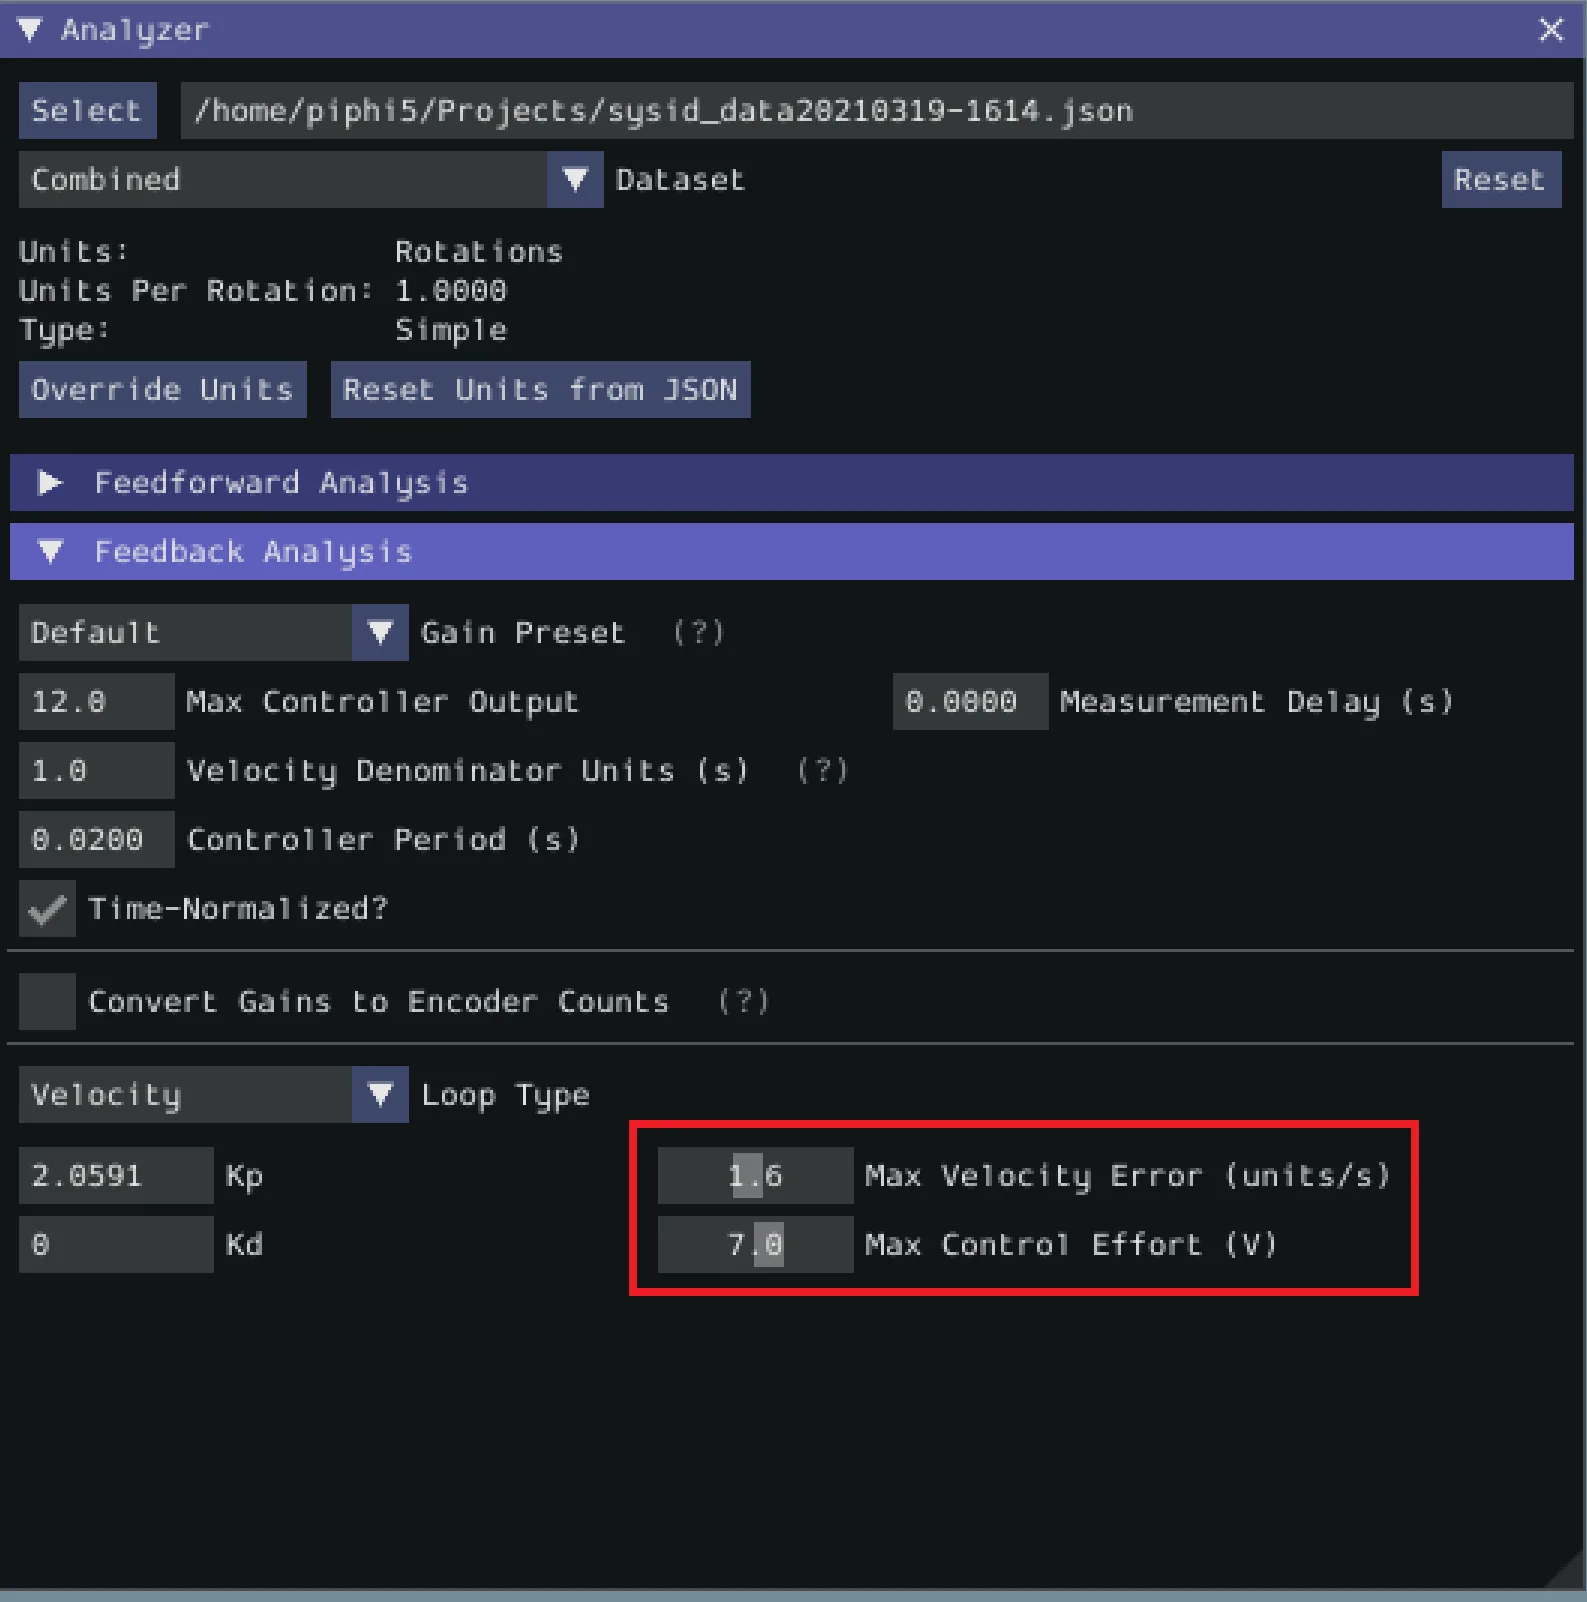 Analyzer
Select /home/piphi5/Projects/sysid_data20210319-1614.json
Combined Dataset Reset
Units: Rotations
Units Per Rotation: 1.0000
Type: Simple
Override Units Reset Units from JSON
Feedforward Analysis
Feedback Analysis
Default Gain Preset (?)
12.0 Max Controller Output 0.0000 Measurement Delay (s)
1.0 Velocity Denominator Units (s) (?)
0.0200 Controller Period (s)
Time-Normalized?
Convert Gains to Encoder Counts (?)
Velocity Loop Type
2.0591 Kp 1.6 Max Velocity Error (units/s)
0 Kd 7.0 Max Control Effort (V)